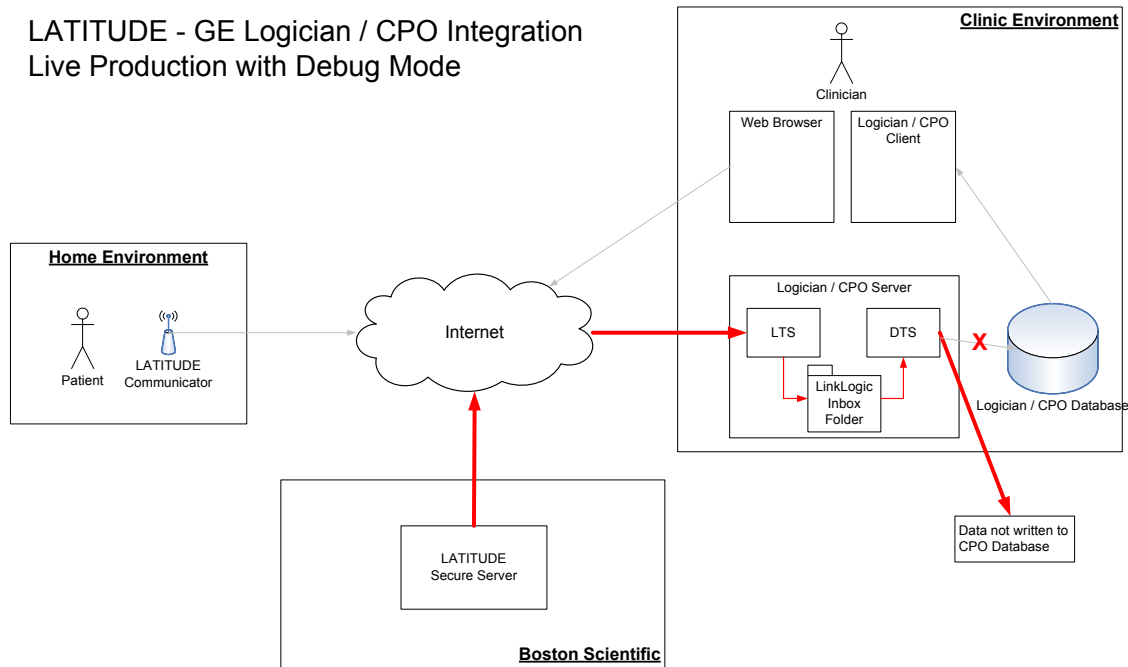 LATITUDE - GE Logician / CPO Integration
Live Production with Debug Mode
Clinic Environment
Clinician
Web Browser
Logician / CPO
Client
Home Environment
Patient
LATITUDE
Communicator
Internet
Logician / CPO Server
LTS
DTS
LinkLogic
Inbox
Folder
X
Logician / CPO Database
Data not written to
CPO Database
LATITUDE
Secure Server
Boston Scientific